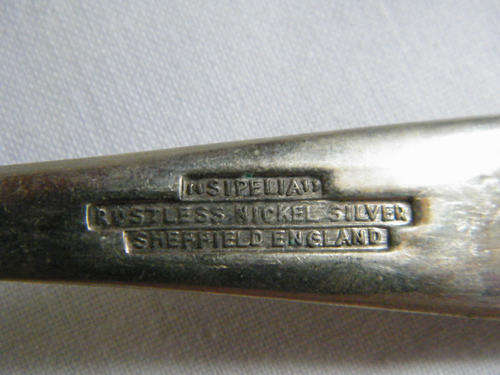 RUSTLESS NICKEL SILVER
SHEFFIELD ENGLAND